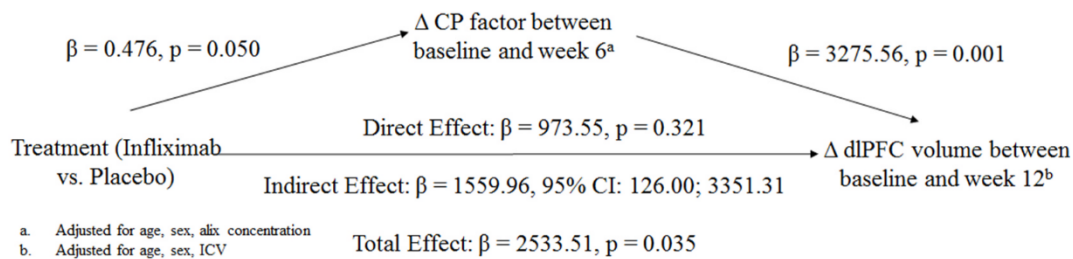 Δ CP factor between
baseline and week 6ᵃ
β = 0.476, p = 0.050
β = 3275.56, p = 0.001
Direct Effect: β = 973.55, p = 0.321
Treatment (Infliximab
vs. Placebo)
Δ dlPFC volume between
baseline and week 12ᵇ
Indirect Effect: β = 1559.96, 95% CI: 126.00; 3351.31
a. Adjusted for age, sex, alix concentration
b. Adjusted for age, sex, ICV
Total Effect: β = 2533.51, p = 0.035